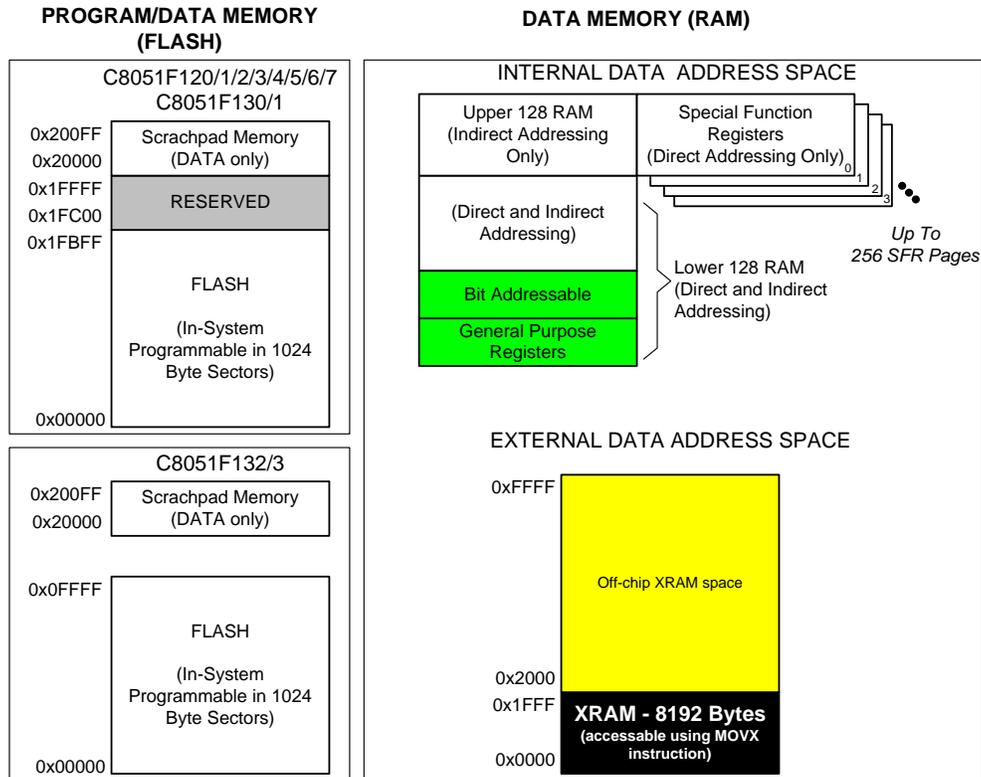 PROGRAM/DATA MEMORY
(FLASH)
C8051F120/1/2/3/4/5/6/7
C8051F130/1
0x200FF
0x20000
Scrachpad Memory
(DATA only)
0x1FFFF
0x1FC00
RESERVED
0x1FBFF
FLASH
(In-System
Programmable in 1024
Byte Sectors)
0x00000
C8051F132/3
0x200FF
0x20000
Scrachpad Memory
(DATA only)
0x0FFFF
FLASH
(In-System
Programmable in 1024
Byte Sectors)
0x00000
DATA MEMORY (RAM)
INTERNAL DATA ADDRESS SPACE
Upper 128 RAM
(Indirect Addressing
Only)
Special Function
Registers
(Direct Addressing Only)
0
1
2
3
Up To
256 SFR Pages
(Direct and Indirect
Addressing)
Bit Addressable
General Purpose
Registers
Lower 128 RAM
(Direct and Indirect
Addressing)
EXTERNAL DATA ADDRESS SPACE
0xFFFF
Off-chip XRAM space
0x2000
0x1FFF
XRAM - 8192 Bytes
(accessable using MOVX
instruction)
0x0000